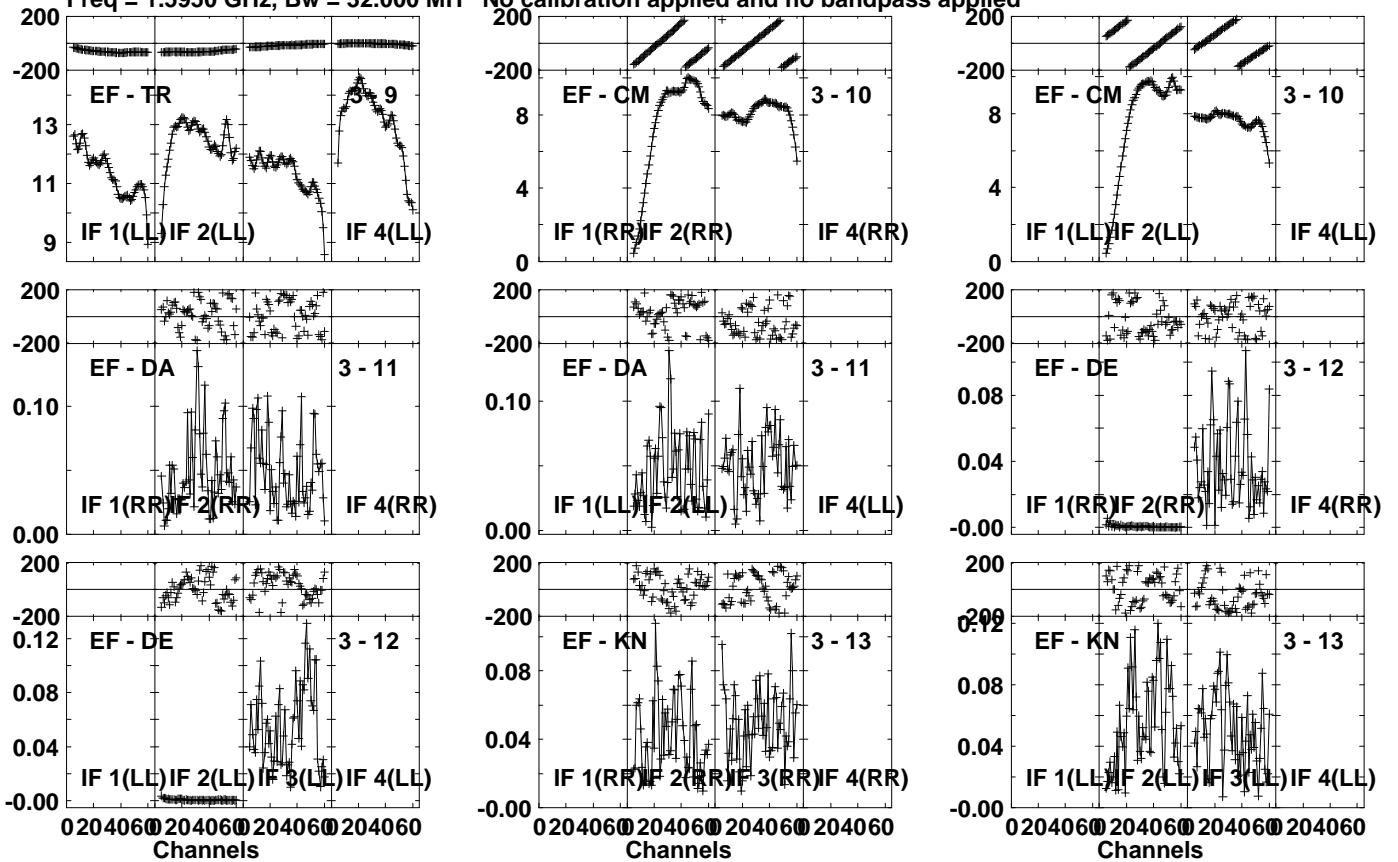 Freq = 1.5950 GHz, Bw = 32.000 MH No calibration applied and no bandpass applied
200
-200
EF - TR
3 - 9
13
11
9
IF 1(LL)
IF 2(LL)
IF 4(LL)
200
-200
EF - CM
3 - 10
8
4
0
IF 1(RR)
IF 2(RR)
IF 4(RR)
200
-200
EF - CM
3 - 10
8
4
0
IF 1(LL)
IF 2(LL)
IF 4(LL)
200
-200
EF - DA
3 - 11
0.10
0.00
IF 1(RR)
IF 2(RR)
IF 4(RR)
200
-200
EF - DA
3 - 11
0.10
0.00
IF 1(LL)
IF 2(LL)
IF 4(LL)
200
-200
EF - DE
3 - 12
0.08
0.04
-0.00
IF 1(RR)
IF 2(RR)
IF 4(RR)
200
-200
EF - DE
3 - 12
0.12
0.08
0.04
-0.00
IF 1(LL)
IF 2(LL)
IF 3(LL)
IF 4(LL)
0 20 40 60 0 20 40 60 0 20 40 60 0 20 40 60
Channels
200
-200
EF - KN
3 - 13
0.08
0.04
-0.00
IF 1(RR)
IF 2(RR)
IF 3(RR)
IF 4(RR)
0 20 40 60 0 20 40 60 0 20 40 60 0 20 40 60
Channels
200
-200
0.12
EF - KN
3 - 13
0.08
0.04
-0.00
IF 1(LL)
IF 2(LL)
IF 3(LL)
IF 4(LL)
0 20 40 60 0 20 40 60 0 20 40 60 0 20 40 60
Channels